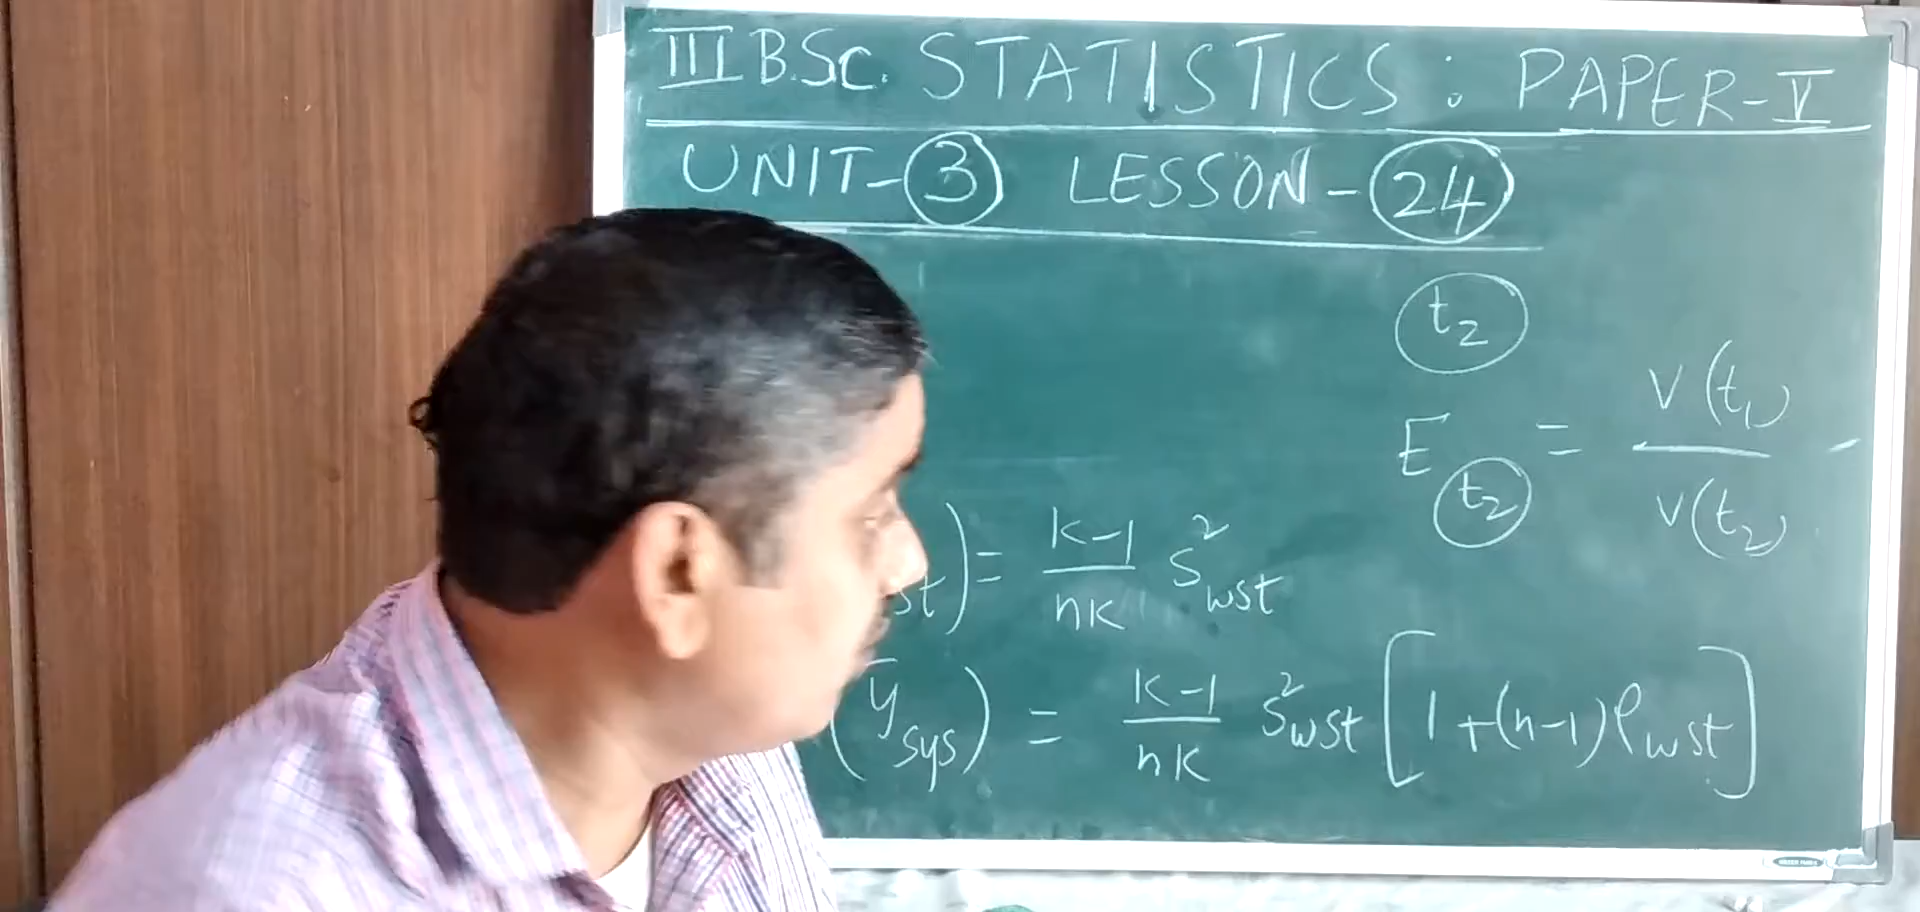 III B.Sc. STATISTICS : PAPER-V
UNIT-3 LESSON-24
t₂
E t₂ = V(t₁) / V(t₂) -
st) = K-1 / nK S²wst
(ȳsys) = K-1 / nK S²wst [1+(n-1)ρwst]